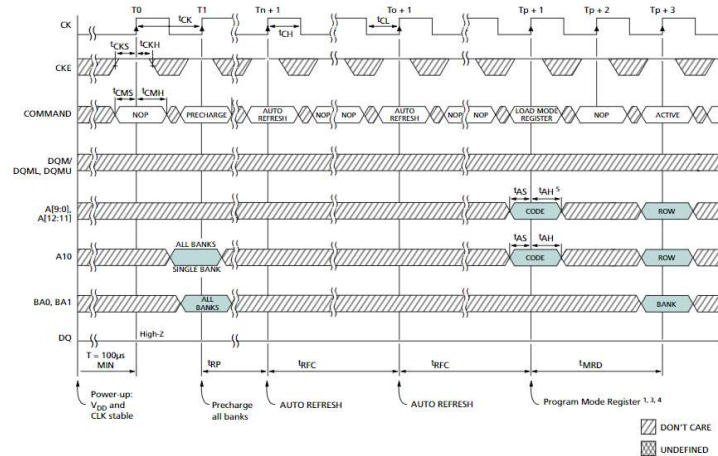 T0 T1 Tn + 1 To + 1 Tp + 1 Tp + 2 Tp + 3
CK tCK tCH tCL
tCKS tCKH
CKE
tCMS tCMH
COMMAND NOP PRECHARGE AUTO REFRESH NOP NOP AUTO REFRESH NOP NOP LOAD MODE REGISTER NOP ACTIVE
DQM/
DQML, DQMU
tAS tAH 5
A[9:0],
A[12:11] CODE ROW
ALL BANKS tAS tAH
A10 CODE ROW
SINGLE BANK
BA0, BA1 ALL BANKS BANK
DQ High-Z
T = 100µs
MIN tRP tRFC tRFC tMRD
Power-up:
VDD and
CLK stable
Precharge
all banks
AUTO REFRESH
AUTO REFRESH
Program Mode Register 1, 3, 4
DON'T CARE
UNDEFINED